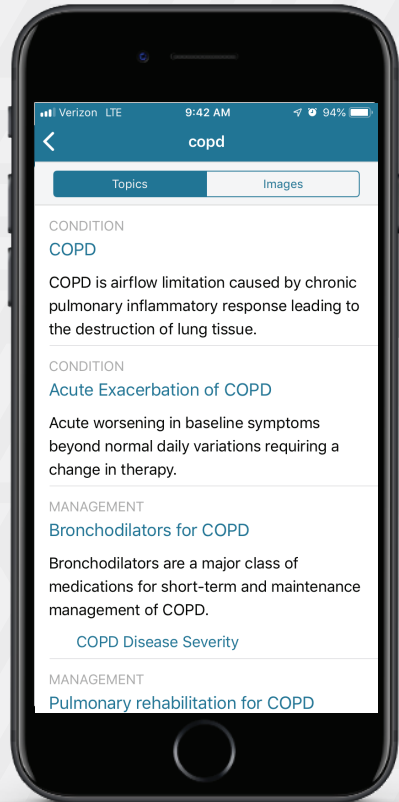 Verizon LTE 9:42 AM 94%
copd
Topics Images
CONDITION
COPD
COPD is airflow limitation caused by chronic
pulmonary inflammatory response leading to
the destruction of lung tissue.
CONDITION
Acute Exacerbation of COPD
Acute worsening in baseline symptoms
beyond normal daily variations requiring a
change in therapy.
MANAGEMENT
Bronchodilators for COPD
Bronchodilators are a major class of
medications for short-term and maintenance
management of COPD.
COPD Disease Severity
MANAGEMENT
Pulmonary rehabilitation for COPD